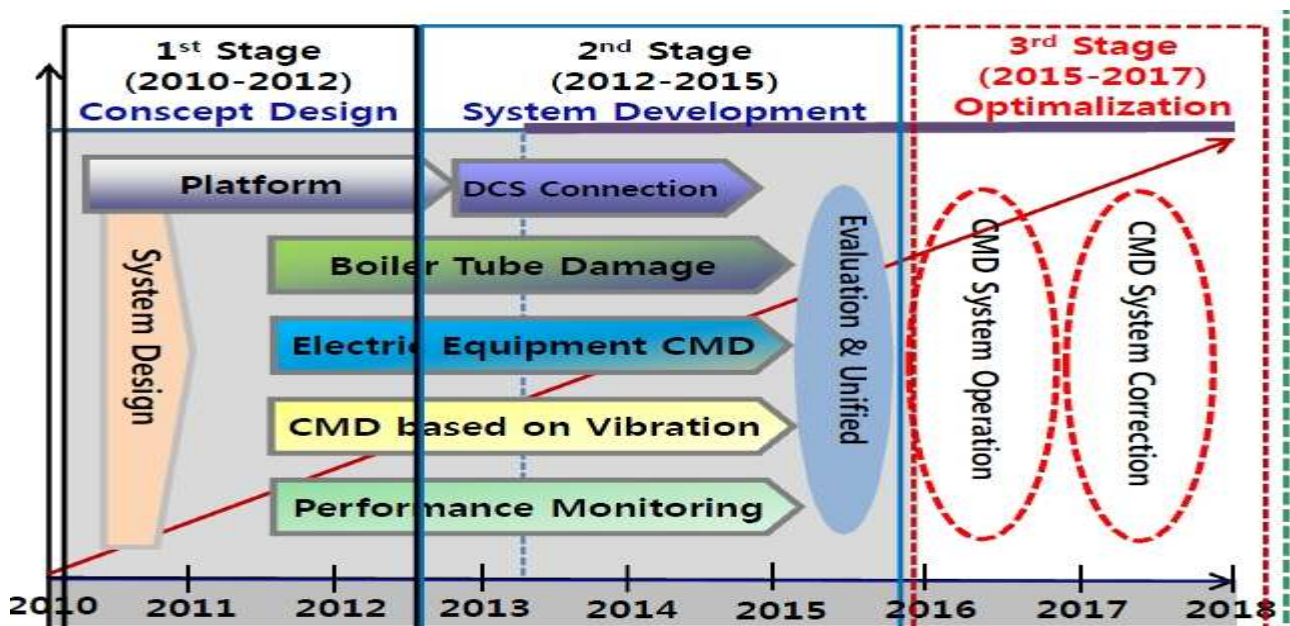 1st Stage
(2010-2012)
Conscept Design
2nd Stage
(2012-2015)
System Development
3rd Stage
(2015-2017)
Optimalization
Platform
DCS Connection
System Design
Boiler Tube Damage
Electric Equipment CMD
CMD based on Vibration
Performance Monitoring
Evaluation & Unified
CMD System Operation
CMD System Correction
2010 2011 2012 2013 2014 2015 2016 2017 2018